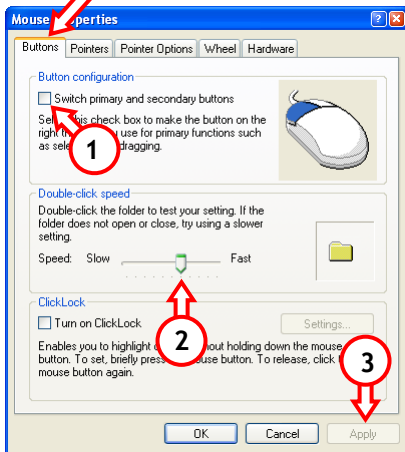 Mouse operties
Buttons Pointers Pointer Options Wheel Hardware
Button configuration
Switch primary and secondary buttons
this check box to make the button on the
right use for primary functions such
as dragging.
1
Double-click speed
Double-click the folder to test your setting. If the
folder does not open or close, try using a slower
setting.
Speed: Slow Fast
2
ClickLock
Turn on ClickLock
Settings...
Enables you to highlight holding down the mouse
button. To set, briefly press button. To release, click
mouse button again.
3
OK Cancel Apply